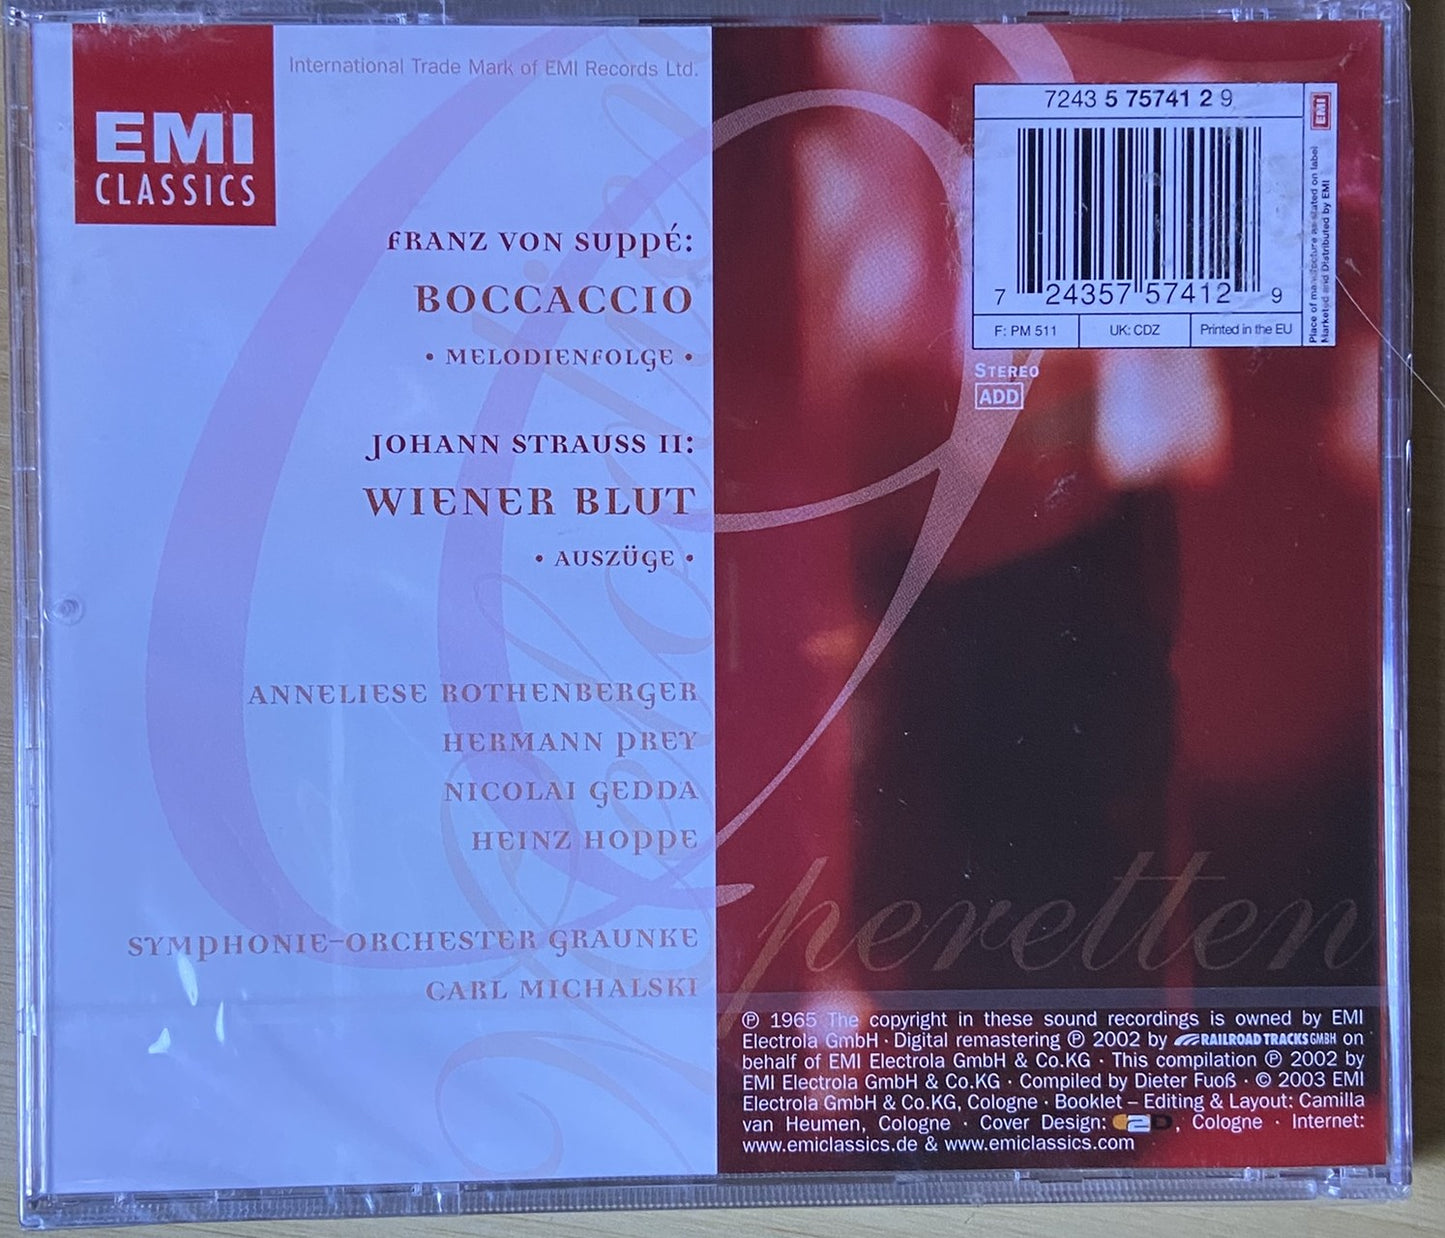 EMI
CLASSICS
International Trade Mark of EMI Records Ltd.
FRANZ VON SUPPÉ:
BOCCACCIO
• MELODIENFOLGE •
JOHANN STRAUSS II:
WIENER BLUT
• AUSZÜGE •
ANNELIESE ROTHENBERGER
HERMANN PREY
NICOLAI GEDDA
HEINZ HOPPE
SYMPHONIE-ORCHESTER GRAUNKE
CARL MICHALSKI
7243 5 75741 2 9
7 24357 57412 9
F: PM 511
UK: CDZ
Printed in the EU
EMI
Place of manufacture as stated on label
Marketed and Distributed by EMI
STEREO
ADD
Operetten
℗ 1965 The copyright in these sound recordings is owned by EMI
Electrola GmbH · Digital remastering ℗ 2002 by RAILROAD TRACKS GMBH on
behalf of EMI Electrola GmbH & Co.KG · This compilation ℗ 2002 by
EMI Electrola GmbH & Co.KG · Compiled by Dieter Fuoß · © 2003 EMI
Electrola GmbH & Co.KG, Cologne · Booklet – Editing & Layout: Camilla
van Heumen, Cologne · Cover Design: , Cologne · Internet:
www.emiclassics.de & www.emiclassics.com